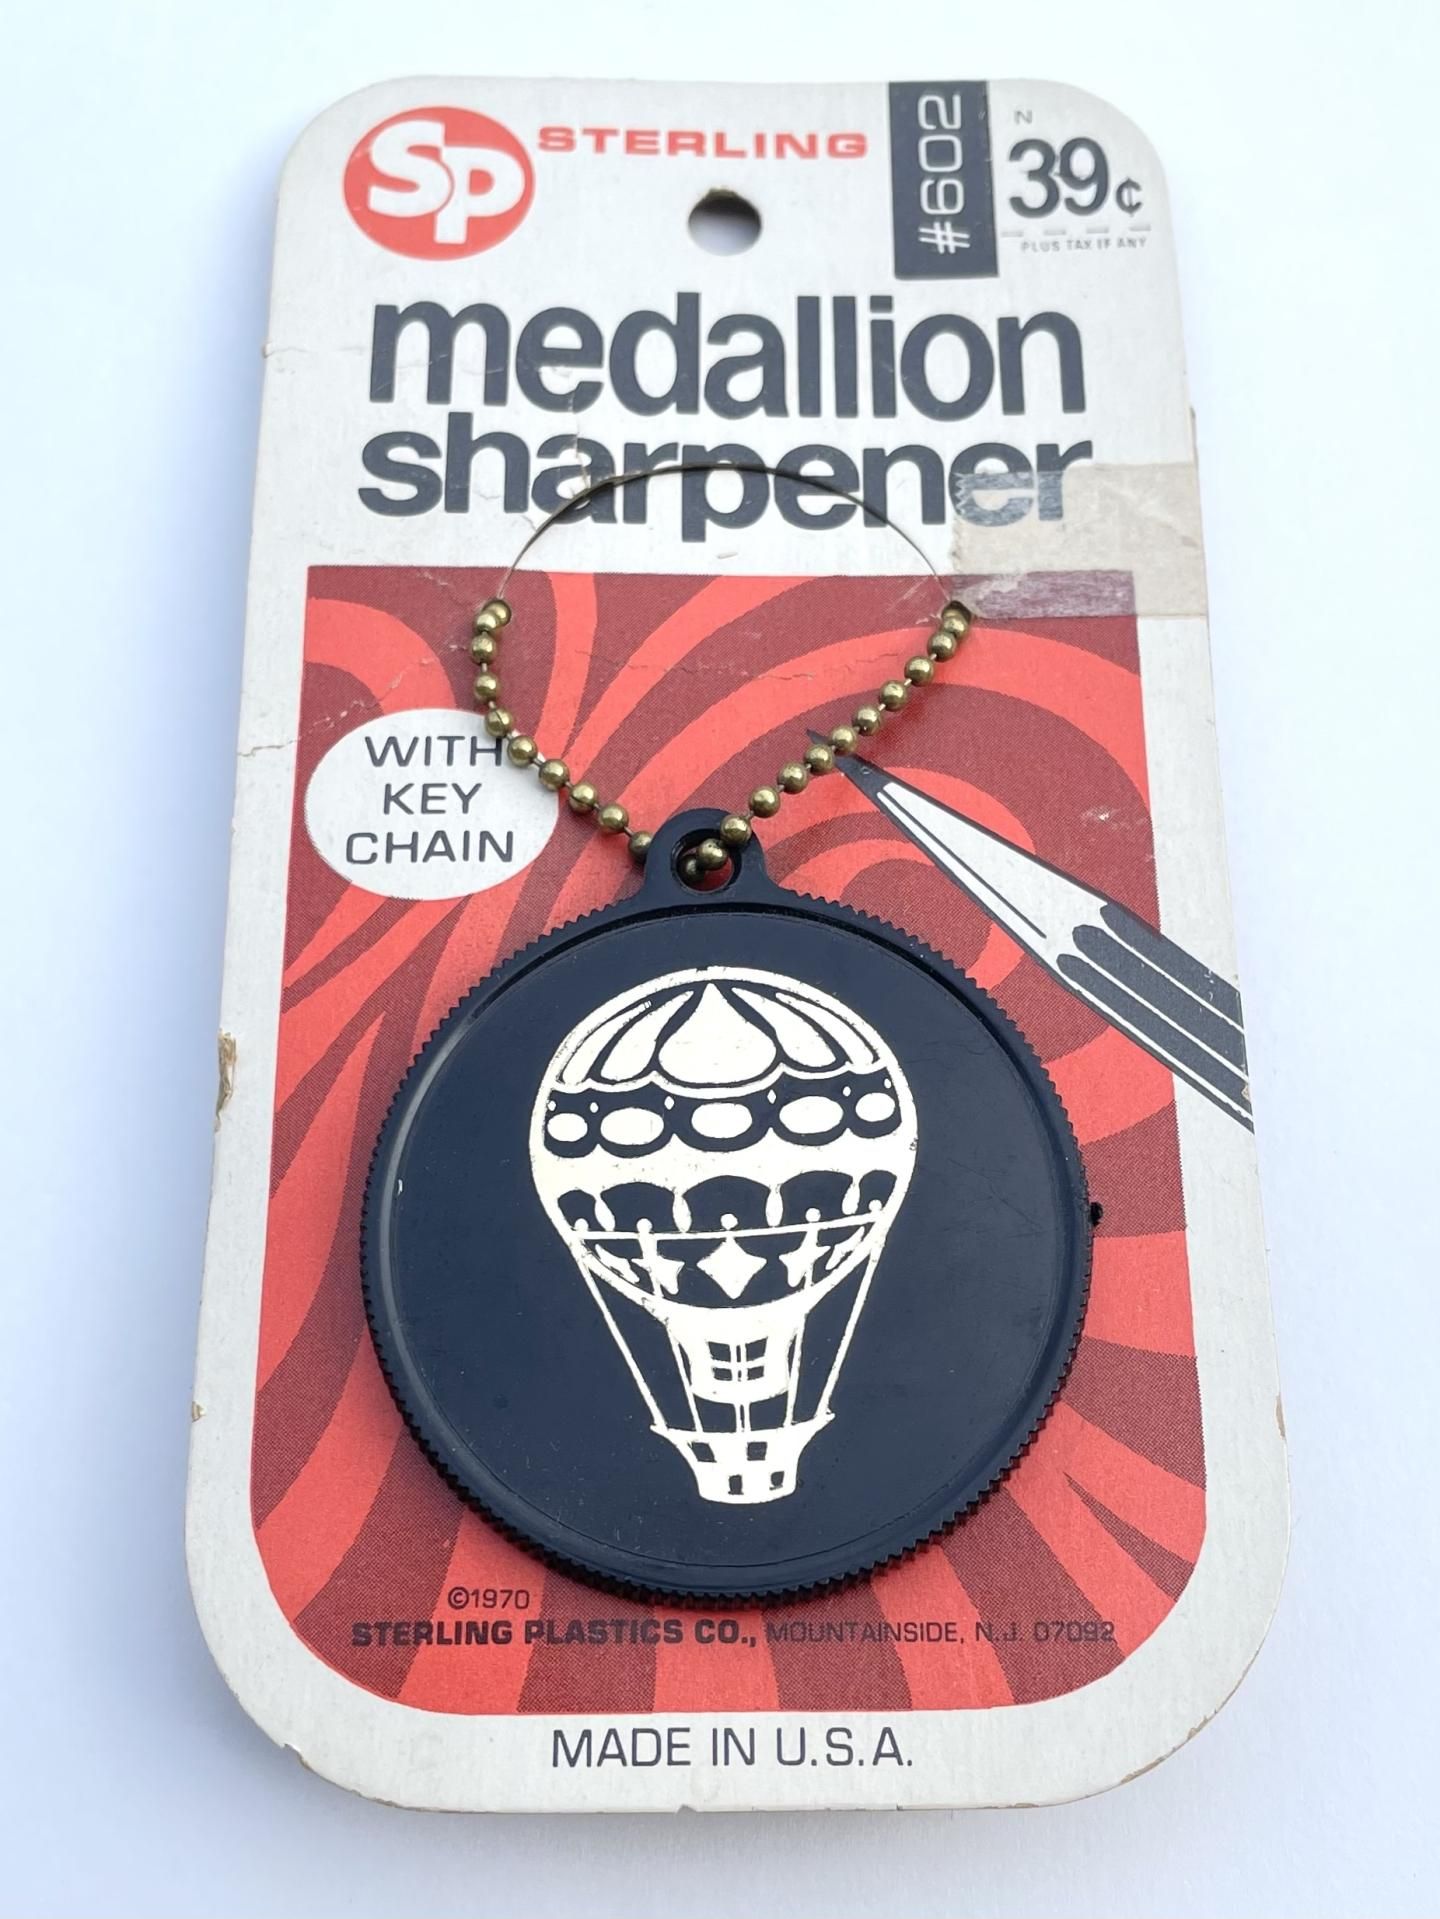 SP STERLING
#602
N
39¢
PLUS TAX IF ANY
medallion
sharpener
WITH
KEY
CHAIN
©1970
STERLING PLASTICS CO., MOUNTAINSIDE, N.J. 07092
MADE IN U.S.A.